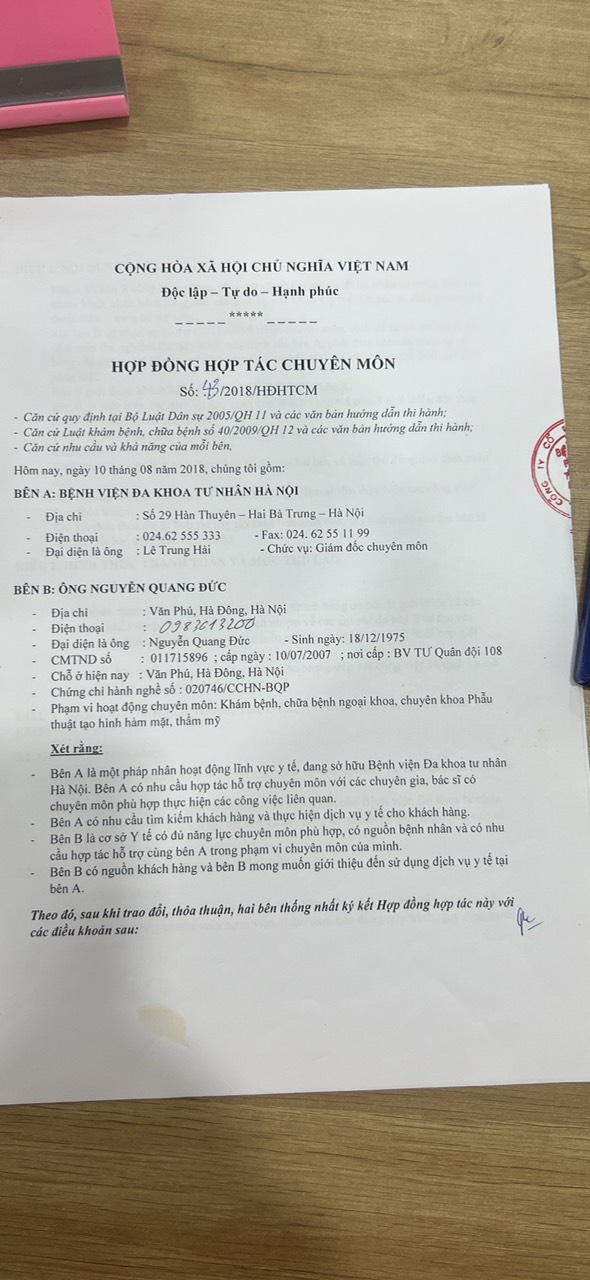 CỘNG HÒA XÃ HỘI CHỦ NGHĨA VIỆT NAM
Độc lập – Tự do – Hạnh phúc
_ _ _ _ _ ***** _ _ _ _ _
HỢP ĐỒNG HỢP TÁC CHUYÊN MÔN
Số: 43/2018/HĐHTCM
- Căn cứ quy định tại Bộ Luật Dân sự 2005/QH 11 và các văn bản hướng dẫn thi hành;
- Căn cứ Luật khám bệnh, chữa bệnh số 40/2009/QH 12 và các văn bản hướng dẫn thi hành;
- Căn cứ nhu cầu và khả năng của mỗi bên,
Hôm nay, ngày 10 tháng 08 năm 2018, chúng tôi gồm:
BÊN A: BỆNH VIỆN ĐA KHOA TƯ NHÂN HÀ NỘI
- Địa chỉ : Số 29 Hàn Thuyên – Hai Bà Trưng – Hà Nội
- Điện thoại : 024.62 555 333 - Fax: 024. 62 55 11 99
- Đại diện là ông : Lê Trung Hải - Chức vụ: Giám đốc chuyên môn
BÊN B: ÔNG NGUYỄN QUANG ĐỨC
- Địa chỉ : Văn Phú, Hà Đông, Hà Nội
- Điện thoại : 0983613200
- Đại diện là ông : Nguyễn Quang Đức - Sinh ngày: 18/12/1975
- CMTND số : 011715896 ; cấp ngày : 10/07/2007 ; nơi cấp : BV TƯ Quân đội 108
- Chỗ ở hiện nay : Văn Phú, Hà Đông, Hà Nội
- Chứng chỉ hành nghề số : 020746/CCHN-BQP
- Phạm vi hoạt động chuyên môn: Khám bệnh, chữa bệnh ngoại khoa, chuyên khoa Phẫu
thuật tạo hình hàm mặt, thẩm mỹ
Xét rằng:
- Bên A là một pháp nhân hoạt động lĩnh vực y tế, đang sở hữu Bệnh viện Đa khoa tư nhân
Hà Nội. Bên A có nhu cầu hợp tác hỗ trợ chuyên môn với các chuyên gia, bác sĩ có
chuyên môn phù hợp thực hiện các công việc liên quan.
- Bên A có nhu cầu tìm kiếm khách hàng và thực hiện dịch vụ y tế cho khách hàng.
- Bên B là cơ sở Y tế có đủ năng lực chuyên môn phù hợp, có nguồn bệnh nhân và có nhu
cầu hợp tác hỗ trợ cùng bên A trong phạm vi chuyên môn của mình.
- Bên B có nguồn khách hàng và bên B mong muốn giới thiệu đến sử dụng dịch vụ y tế tại
bên A.
Theo đó, sau khi trao đổi, thỏa thuận, hai bên thống nhất ký kết Hợp đồng hợp tác này với
các điều khoản sau:
CÔNG TY CỔ